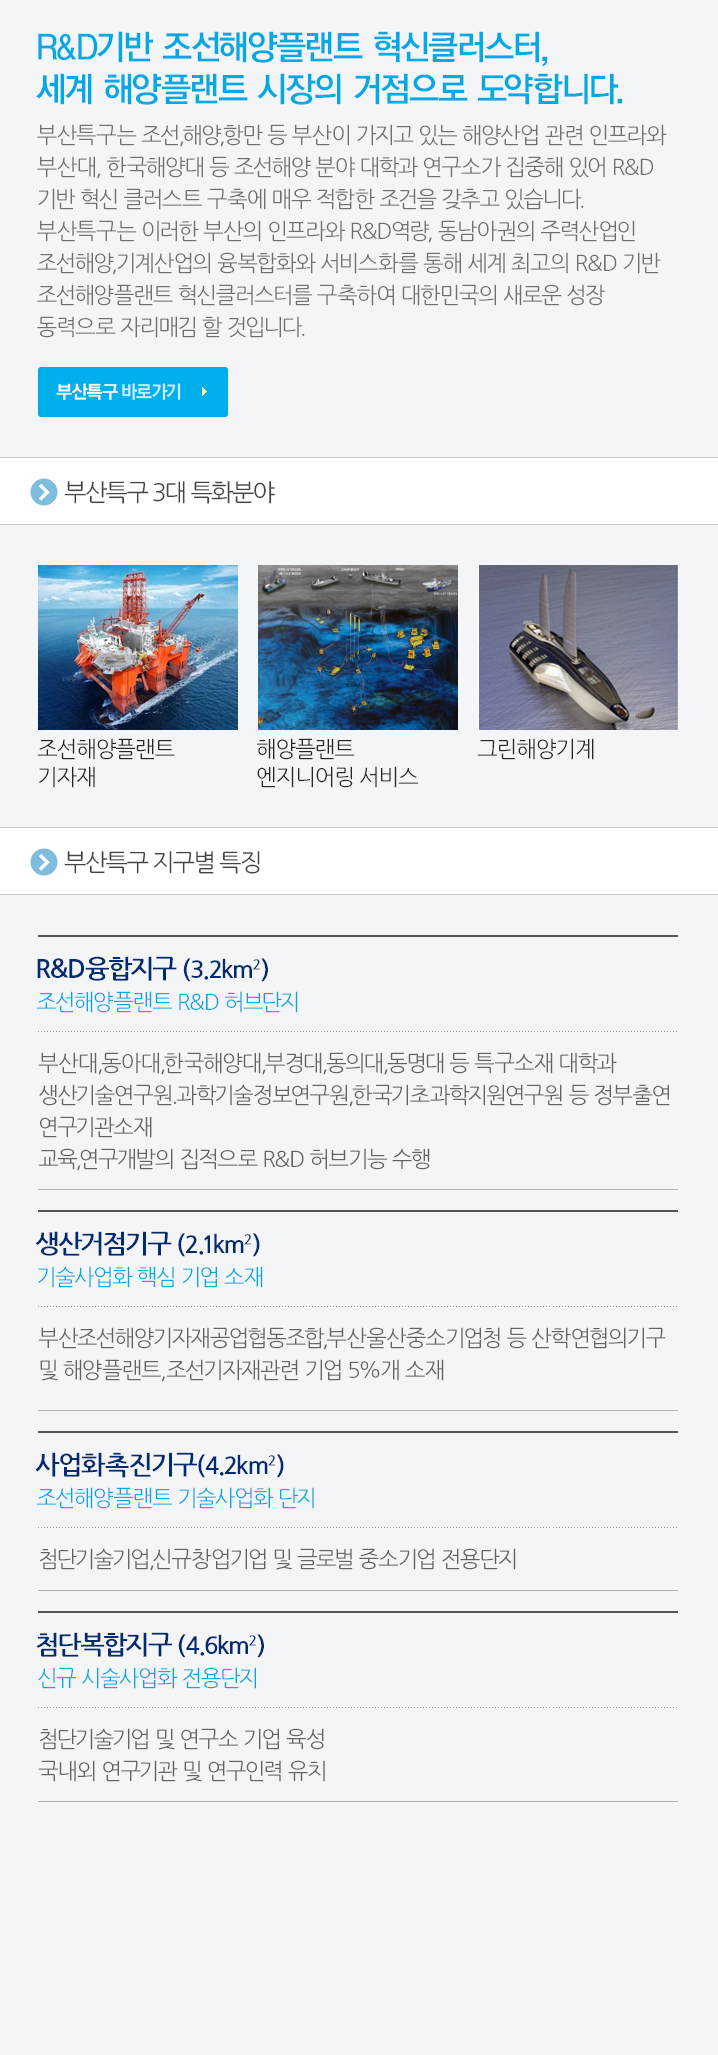 R&D기반 조선해양플랜트 혁신클러스터,
세계 해양플랜트 시장의 거점으로 도약합니다.
부산특구는 조선,해양,항만 등 부산이 가지고 있는 해양산업 관련 인프라와
부산대, 한국해양대 등 조선해양 분야 대학과 연구소가 집중해 있어 R&D
기반 혁신 클러스트 구축에 매우 적합한 조건을 갖추고 있습니다.
부산특구는 이러한 부산의 인프라와 R&D역량, 동남아권의 주력산업인
조선해양,기계산업의 융복합화와 서비스화를 통해 세계 최고의 R&D 기반
조선해양플랜트 혁신클러스터를 구축하여 대한민국의 새로운 성장
동력으로 자리매김 할 것입니다.
부산특구 바로가기
부산특구 3대 특화분야
조선해양플랜트
기자재
해양플랜트
엔지니어링 서비스
그린해양기계
부산특구 지구별 특징
R&D융합지구 (3.2km²)
조선해양플랜트 R&D 허브단지
부산대,동아대,한국해양대,부경대,동의대,동명대 등 특구소재 대학과
생산기술연구원.과학기술정보연구원,한국기초과학지원연구원 등 정부출연
연구기관소재
교육,연구개발의 집적으로 R&D 허브기능 수행
생산거점기구 (2.1km²)
기술사업화 핵심 기업 소재
부산조선해양기자재공업협동조합,부산울산중소기업청 등 산학연협의기구
및 해양플랜트,조선기자재관련 기업 5%개 소재
사업화촉진기구(4.2km²)
조선해양플랜트 기술사업화 단지
첨단기술기업,신규창업기업 및 글로벌 중소기업 전용단지
첨단복합지구 (4.6km²)
신규 시술사업화 전용단지
첨단기술기업 및 연구소 기업 육성
국내외 연구기관 및 연구인력 유치